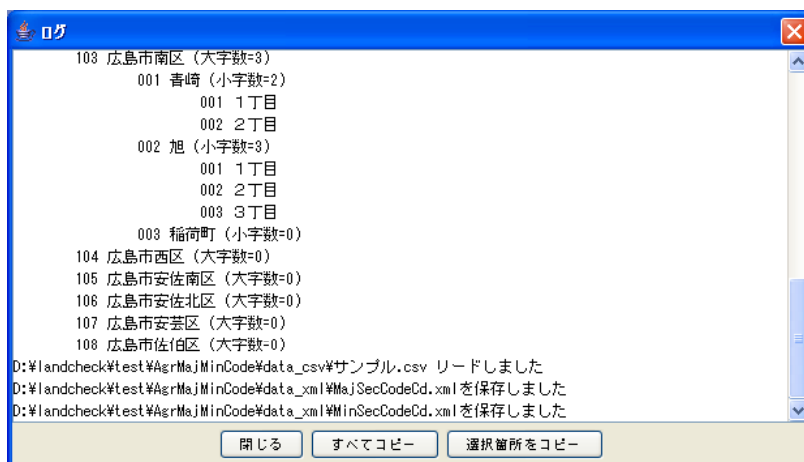 ログ
103 広島市南区 (大字数=3)
001 青崎 (小字数=2)
001 1丁目
002 2丁目
002 旭 (小字数=3)
001 1丁目
002 2丁目
003 3丁目
003 稲荷町 (小字数=0)
104 広島市西区 (大字数=0)
105 広島市安佐南区 (大字数=0)
106 広島市安佐北区 (大字数=0)
107 広島市安芸区 (大字数=0)
108 広島市佐伯区 (大字数=0)
D:¥landcheck¥test¥AgrMajMinCode¥data_csv¥サンプル.csv リードしました
D:¥landcheck¥test¥AgrMajMinCode¥data_xml¥MajSecCodeCd.xmlを保存しました
D:¥landcheck¥test¥AgrMajMinCode¥data_xml¥MinSecCodeCd.xmlを保存しました
閉じる すべてコピー 選択箇所をコピー